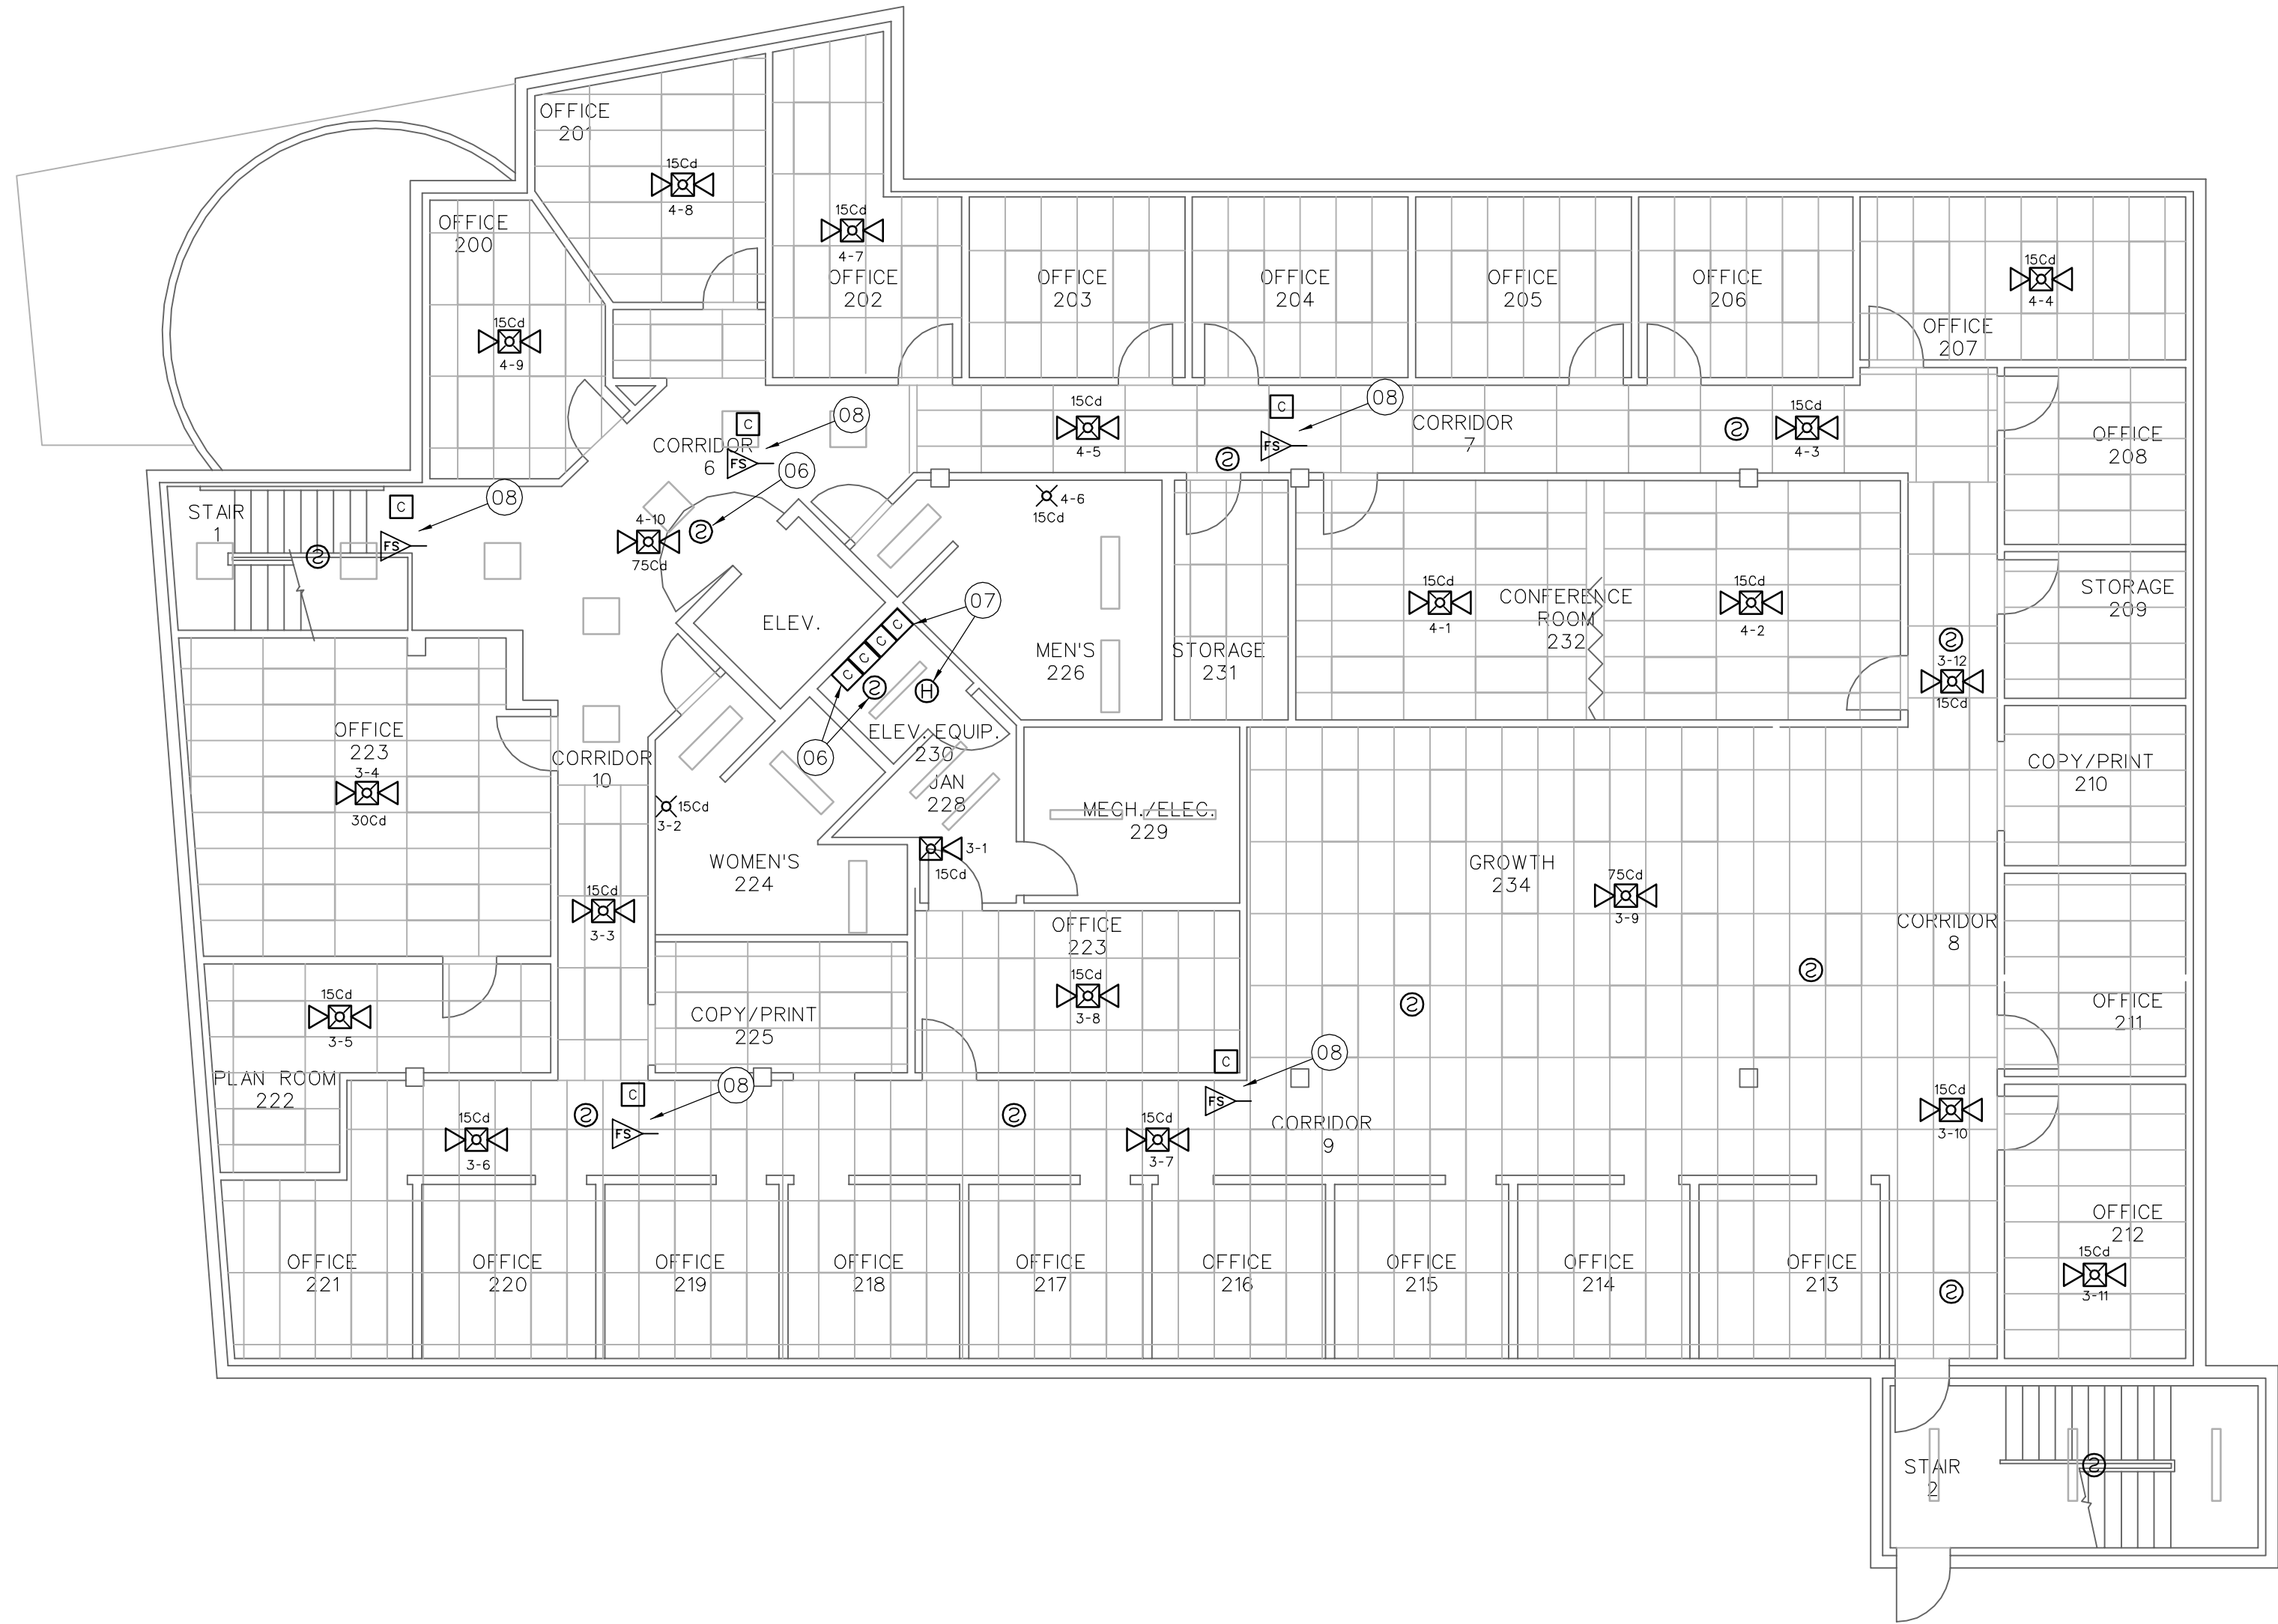 OFFICE
201
15Cd
4-8
15Cd
4-7
OFFICE
202
OFFICE
200
15Cd
4-9
OFFICE
203
OFFICE
204
OFFICE
205
OFFICE
206
15Cd
4-4
OFFICE
207
C
08
CORRIDOR
6
FS
06
15Cd
4-5
C
08
FS
CORRIDOR
7
S
S
15Cd
4-3
OFFICE
208
STAIR
1
C
08
FS
S
4-10
75Cd
S
4-6
15Cd
ELEV.
07
C
C
C
C
S
H
06
MEN'S
226
STORAGE
231
15Cd
4-1
CONFERENCE
ROOM
232
15Cd
4-2
S
3-12
15Cd
STORAGE
209
OFFICE
223
3-4
30Cd
CORRIDOR
10
ELEV. EQUIP.
230
JAN
228
MECH./ELEC.
229
COPY/PRINT
210
15Cd
3-2
WOMEN'S
224
3-1
15Cd
GROWTH
234
75Cd
3-9
15Cd
3-3
OFFICE
223
15Cd
3-8
CORRIDOR
8
S
S
OFFICE
211
15Cd
3-5
PLAN ROOM
222
COPY/PRINT
225
C
08
FS
C
08
FS
S
15Cd
3-6
S
15Cd
3-7
CORRIDOR
9
15Cd
3-10
OFFICE
221
OFFICE
220
OFFICE
219
OFFICE
218
OFFICE
217
OFFICE
216
OFFICE
215
OFFICE
214
OFFICE
213
S
OFFICE
212
15Cd
3-11
STAIR
2
S